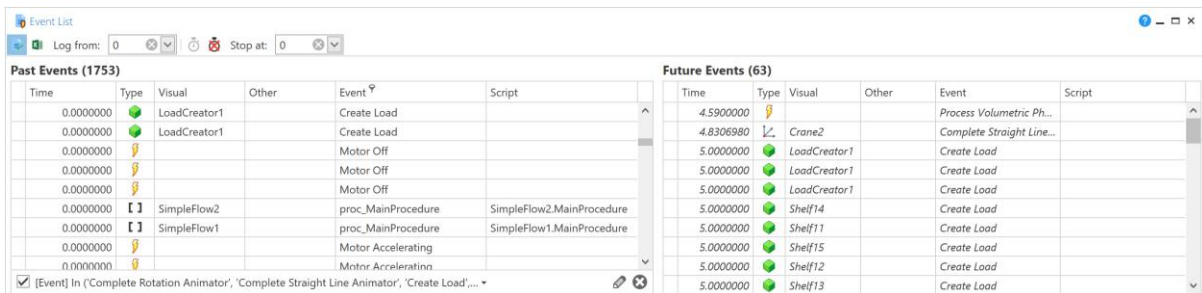 Event List
Log from: 0 Stop at: 0
Past Events (1753)
Time Type Visual Other Event Script
0.0000000 LoadCreator1 Create Load
0.0000000 LoadCreator1 Create Load
0.0000000 Motor Off
0.0000000 Motor Off
0.0000000 Motor Off
0.0000000 SimpleFlow2 proc_MainProcedure SimpleFlow2.MainProcedure
0.0000000 SimpleFlow1 proc_MainProcedure SimpleFlow1.MainProcedure
0.0000000 Motor Accelerating
0.0000000 Motor Accelerating
[Event] In ('Complete Rotation Animator', 'Complete Straight Line Animator', 'Create Load',...
Future Events (63)
Time Type Visual Other Event Script
4.5900000 Process Volumetric Ph...
4.8306980 Crane2 Complete Straight Line...
5.0000000 LoadCreator1 Create Load
5.0000000 LoadCreator1 Create Load
5.0000000 LoadCreator1 Create Load
5.0000000 Shelf14 Create Load
5.0000000 Shelf11 Create Load
5.0000000 Shelf15 Create Load
5.0000000 Shelf12 Create Load
5.0000000 Shelf13 Create Load